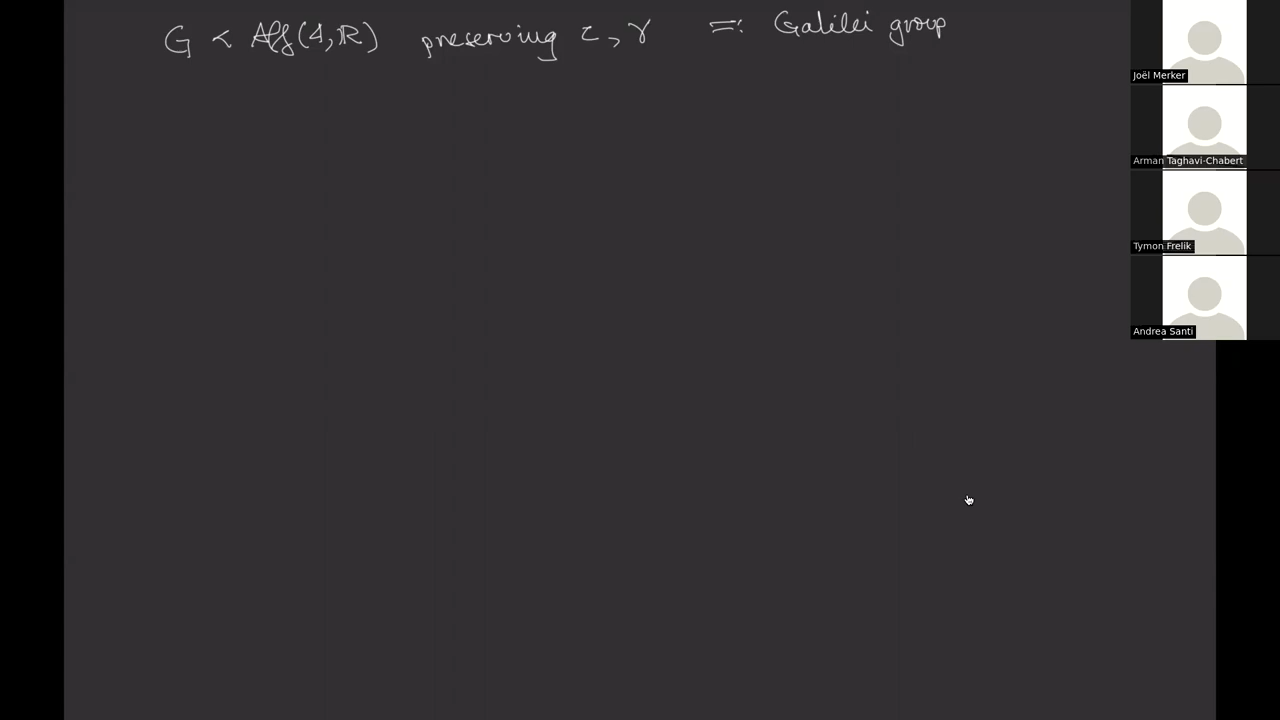 G < Aff(4,ℝ) preserving τ, γ =: Galilei group
Joël Merker
Arman Taghavi-Chabert
Tymon Frelik
Andrea Santi